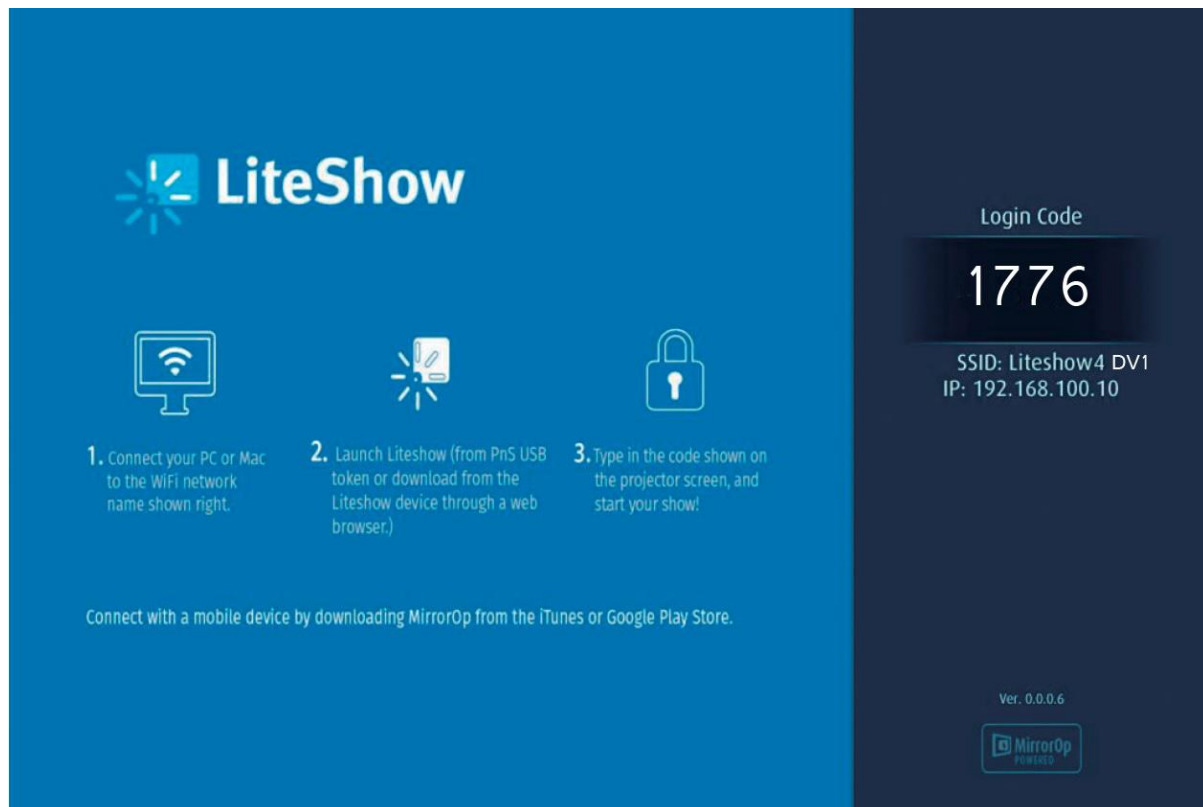 LiteShow
1. Connect your PC or Mac
to the WiFi network
name shown right.
2. Launch Liteshow (from PnS USB
token or download from the
Liteshow device through a web
browser.)
3. Type in the code shown on
the projector screen, and
start your show!
Connect with a mobile device by downloading MirrorOp from the iTunes or Google Play Store.
Login Code
1776
SSID: Liteshow4 DV1
IP: 192.168.100.10
Ver. 0.0.0.6
MirrorOp
POWERED